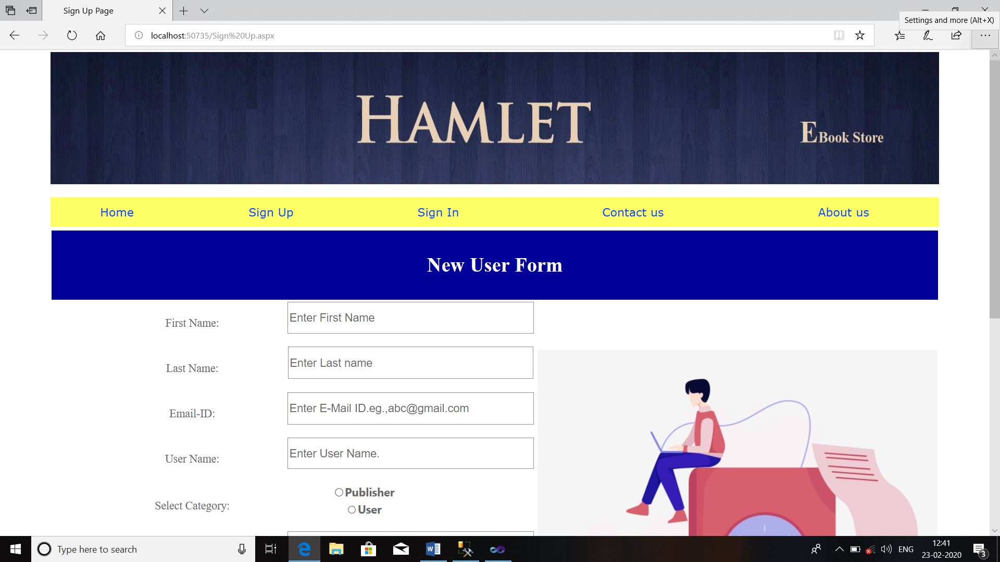 Sign Up Page
Settings and more (Alt+X)
localhost:50735/Sign%20Up.aspx
HAMLET
E Book Store
Home Sign Up Sign In Contact us About us
New User Form
First Name: Enter First Name
Last Name: Enter Last name
Email-ID: Enter E-Mail ID.eg.,abc@gmail.com
User Name: Enter User Name.
Publisher
Select Category:
User
Type here to search
ENG
12:41
23-02-2020
3